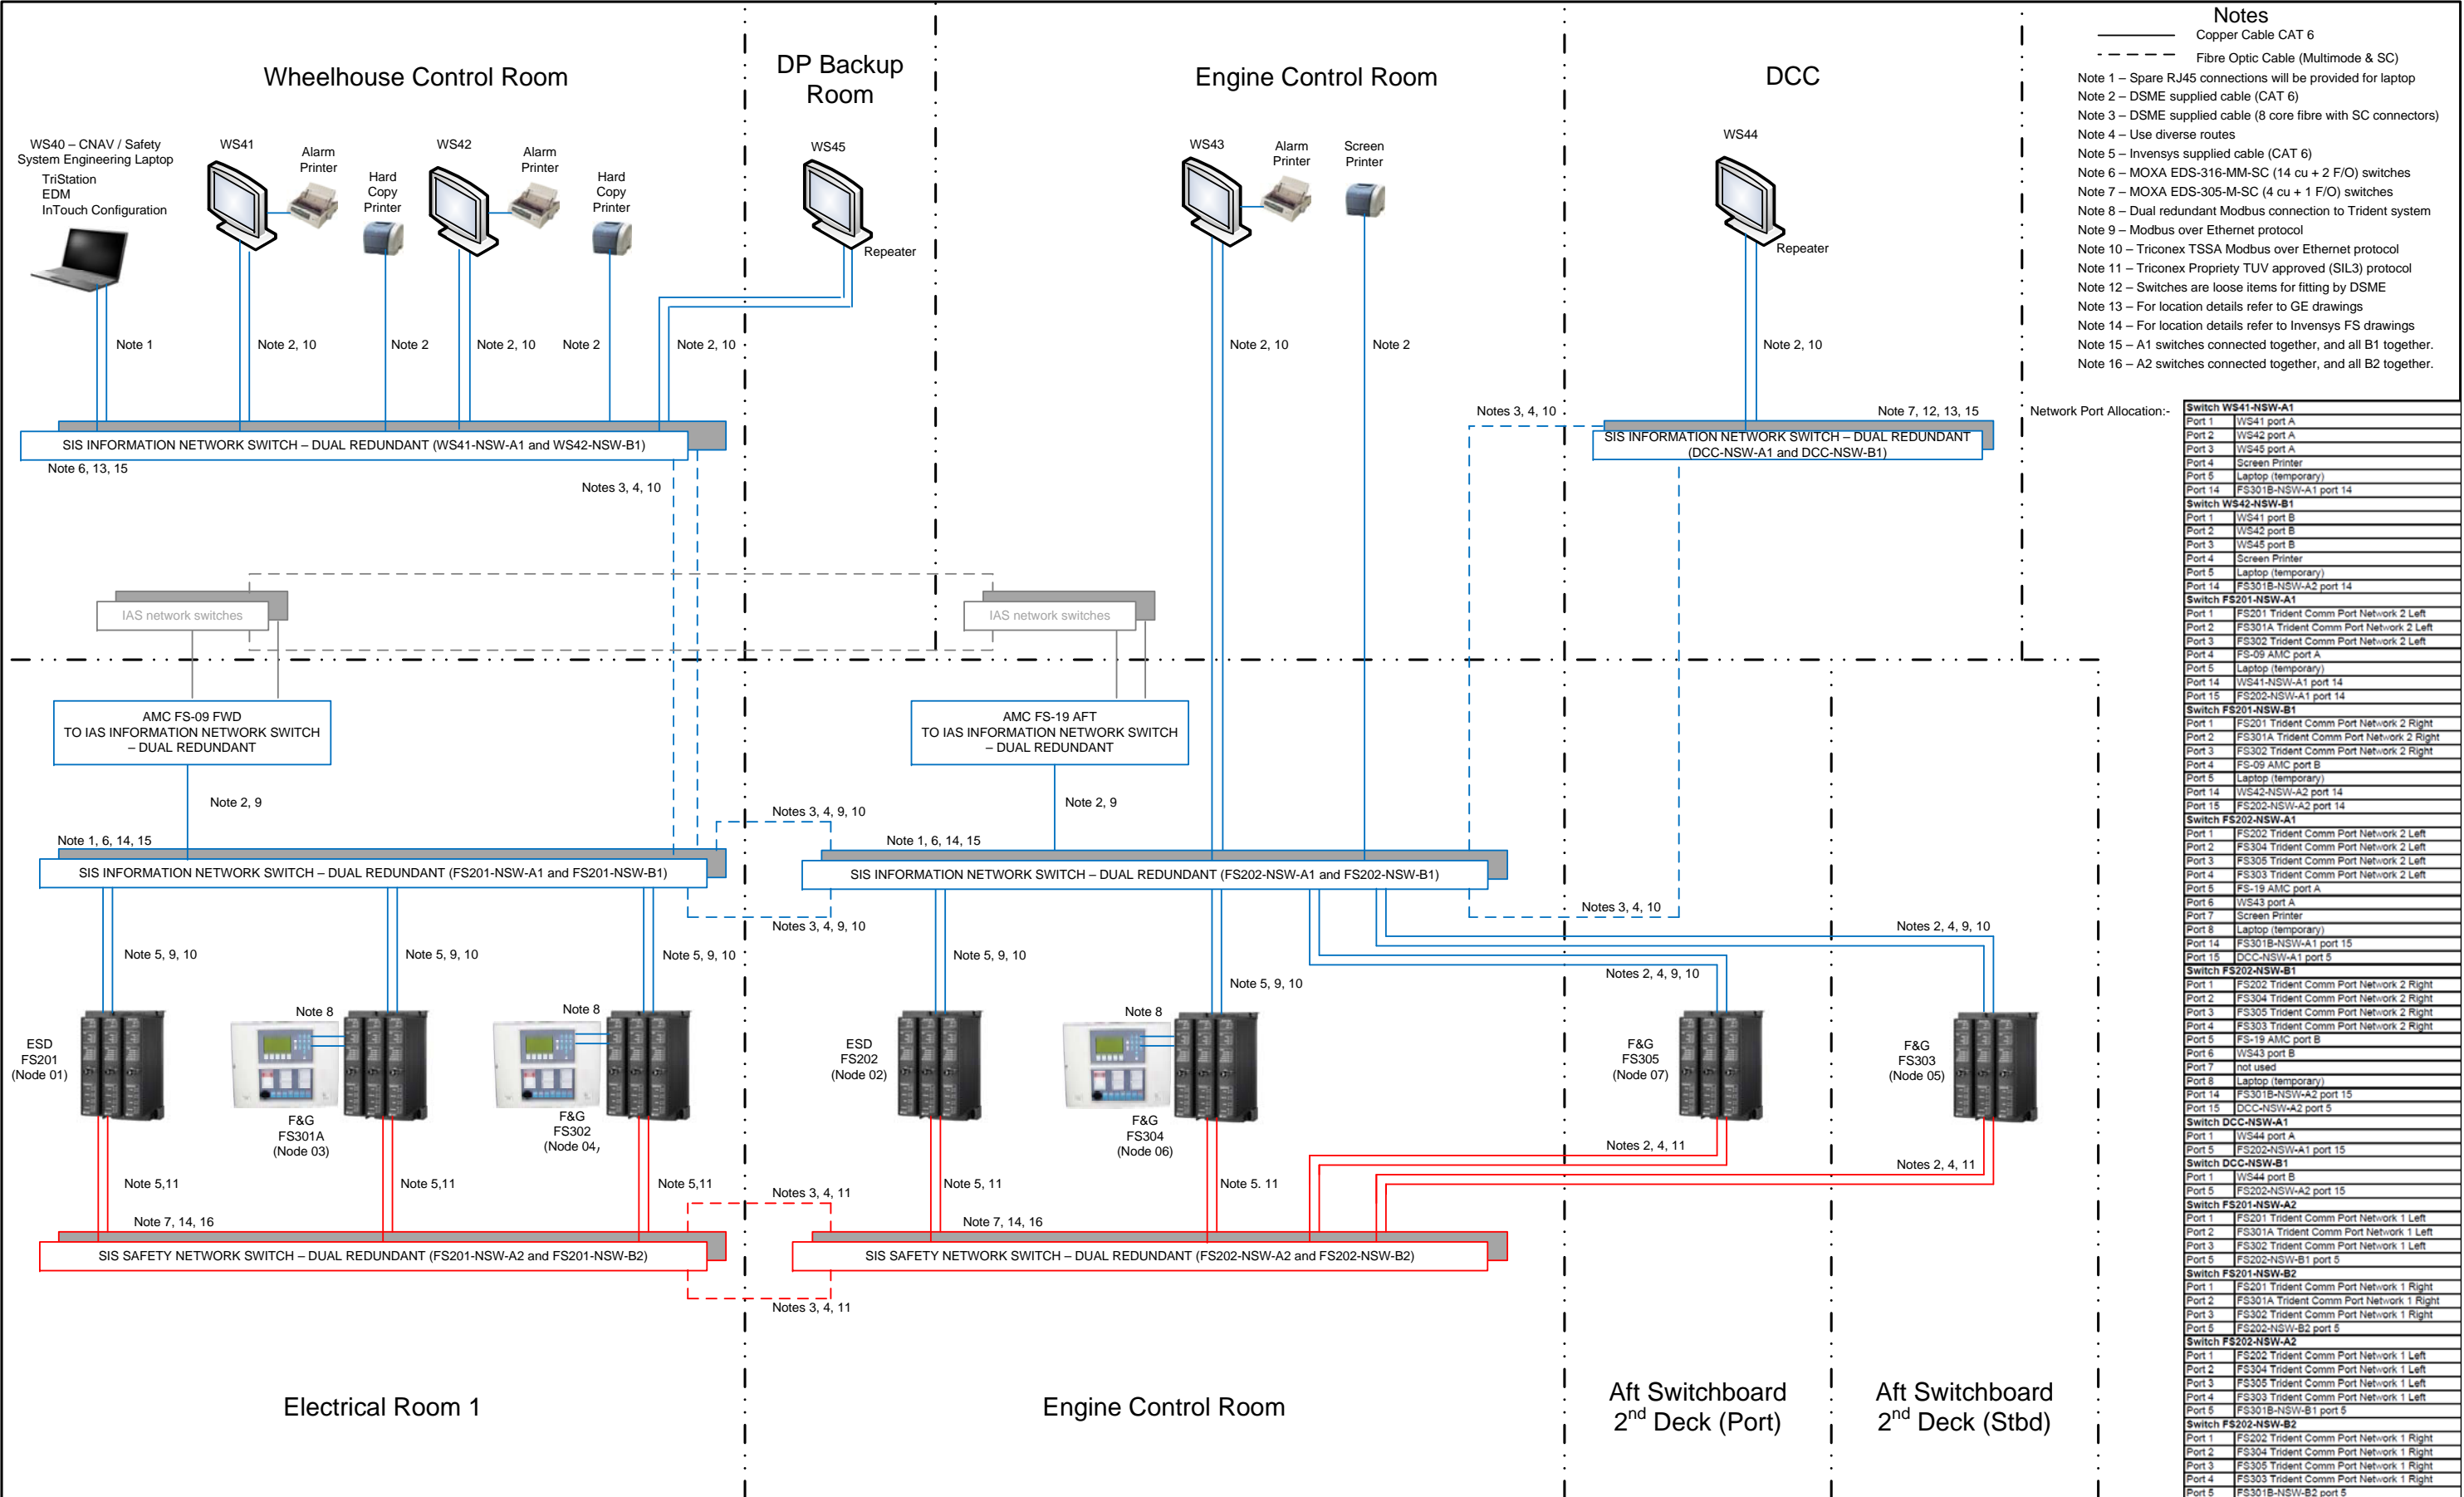 Wheelhouse Control Room
DP Backup
Room
Engine Control Room
DCC
Notes
Copper Cable CAT 6
Fibre Optic Cable (Multimode & SC)
Note 1 – Spare RJ45 connections will be provided for laptop
Note 2 – DSME supplied cable (CAT 6)
Note 3 – DSME supplied cable (8 core fibre with SC connectors)
Note 4 – Use diverse routes
Note 5 – Invensys supplied cable (CAT 6)
Note 6 – MOXA EDS-316-MM-SC (14 cu + 2 F/O) switches
Note 7 – MOXA EDS-305-M-SC (4 cu + 1 F/O) switches
Note 8 – Dual redundant Modbus connection to Trident system
Note 9 – Modbus over Ethernet protocol
Note 10 – Triconex TSSA Modbus over Ethernet protocol
Note 11 – Triconex Propriety TUV approved (SIL3) protocol
Note 12 – Switches are loose items for fitting by DSME
Note 13 – For location details refer to GE drawings
Note 14 – For location details refer to Invensys FS drawings
Note 15 – A1 switches connected together, and all B1 together.
Note 16 – A2 switches connected together, and all B2 together.
WS40 – CNAV / Safety
System Engineering Laptop
TriStation
EDM
InTouch Configuration
WS41
Alarm
Printer
Hard
Copy
Printer
WS42
Alarm
Printer
Hard
Copy
Printer
WS45
Repeater
WS43
Alarm
Printer
Screen
Printer
WS44
Repeater
Note 1
Note 2, 10
Note 2
Note 2, 10
Note 2
Note 2, 10
Note 2, 10
Note 2
Note 2, 10
SIS INFORMATION NETWORK SWITCH – DUAL REDUNDANT (WS41-NSW-A1 and WS42-NSW-B1)
Note 6, 13, 15
Notes 3, 4, 10
Notes 3, 4, 10
Note 7, 12, 13, 15
SIS INFORMATION NETWORK SWITCH – DUAL REDUNDANT
(DCC-NSW-A1 and DCC-NSW-B1)
IAS network switches
IAS network switches
AMC FS-09 FWD
TO IAS INFORMATION NETWORK SWITCH
– DUAL REDUNDANT
AMC FS-19 AFT
TO IAS INFORMATION NETWORK SWITCH
– DUAL REDUNDANT
Note 2, 9
Notes 3, 4, 9, 10
Note 2, 9
Note 1, 6, 14, 15
Note 1, 6, 14, 15
SIS INFORMATION NETWORK SWITCH – DUAL REDUNDANT (FS201-NSW-A1 and FS201-NSW-B1)
SIS INFORMATION NETWORK SWITCH – DUAL REDUNDANT (FS202-NSW-A1 and FS202-NSW-B1)
Notes 3, 4, 9, 10
Notes 3, 4, 10
Notes 2, 4, 9, 10
Note 5, 9, 10
Note 5, 9, 10
Note 5, 9, 10
Note 5, 9, 10
Note 5, 9, 10
Notes 2, 4, 9, 10
ESD
FS201
(Node 01)
Note 8
F&G
FS301A
(Node 03)
Note 8
F&G
FS302
(Node 04)
ESD
FS202
(Node 02)
Note 8
F&G
FS304
(Node 06)
F&G
FS305
(Node 07)
F&G
FS303
(Node 05)
Notes 2, 4, 11
Notes 2, 4, 11
Note 5,11
Note 5,11
Note 5,11
Notes 3, 4, 11
Note 5, 11
Note 5. 11
Note 7, 14, 16
Note 7, 14, 16
SIS SAFETY NETWORK SWITCH – DUAL REDUNDANT (FS201-NSW-A2 and FS201-NSW-B2)
SIS SAFETY NETWORK SWITCH – DUAL REDUNDANT (FS202-NSW-A2 and FS202-NSW-B2)
Notes 3, 4, 11
Electrical Room 1
Engine Control Room
Aft Switchboard
2nd Deck (Port)
Aft Switchboard
2nd Deck (Stbd)
Network Port Allocation:-
Switch WS41-NSW-A1
Port 1 WS41 port A
Port 2 WS42 port A
Port 3 WS45 port A
Port 4 Screen Printer
Port 5 Laptop (temporary)
Port 14 FS301B-NSW-A1 port 14
Switch WS42-NSW-B1
Port 1 WS41 port B
Port 2 WS42 port B
Port 3 WS45 port B
Port 4 Screen Printer
Port 5 Laptop (temporary)
Port 14 FS301B-NSW-A2 port 14
Switch FS201-NSW-A1
Port 1 FS201 Trident Comm Port Network 2 Left
Port 2 FS301A Trident Comm Port Network 2 Left
Port 3 FS302 Trident Comm Port Network 2 Left
Port 4 FS-09 AMC port A
Port 5 Laptop (temporary)
Port 14 WS41-NSW-A1 port 14
Port 15 FS202-NSW-A1 port 14
Switch FS201-NSW-B1
Port 1 FS201 Trident Comm Port Network 2 Right
Port 2 FS301A Trident Comm Port Network 2 Right
Port 3 FS302 Trident Comm Port Network 2 Right
Port 4 FS-09 AMC port B
Port 5 Laptop (temporary)
Port 14 WS42-NSW-A2 port 14
Port 15 FS202-NSW-A2 port 14
Switch FS202-NSW-A1
Port 1 FS202 Trident Comm Port Network 2 Left
Port 2 FS304 Trident Comm Port Network 2 Left
Port 3 FS305 Trident Comm Port Network 2 Left
Port 4 FS303 Trident Comm Port Network 2 Left
Port 5 FS-19 AMC port A
Port 6 WS43 port A
Port 7 Screen Printer
Port 8 Laptop (temporary)
Port 14 FS301B-NSW-A1 port 15
Port 15 DCC-NSW-A1 port 5
Switch FS202-NSW-B1
Port 1 FS202 Trident Comm Port Network 2 Right
Port 2 FS304 Trident Comm Port Network 2 Right
Port 3 FS305 Trident Comm Port Network 2 Right
Port 4 FS303 Trident Comm Port Network 2 Right
Port 5 FS-19 AMC port B
Port 6 WS43 port B
Port 7 not used
Port 8 Laptop (temporary)
Port 14 FS301B-NSW-A2 port 15
Port 15 DCC-NSW-A2 port 5
Switch DCC-NSW-A1
Port 1 WS44 port A
Port 5 FS202-NSW-A1 port 15
Switch DCC-NSW-B1
Port 1 WS44 port B
Port 5 FS202-NSW-A2 port 15
Switch FS201-NSW-A2
Port 1 FS201 Trident Comm Port Network 1 Left
Port 2 FS301A Trident Comm Port Network 1 Left
Port 3 FS302 Trident Comm Port Network 1 Left
Port 5 FS202-NSW-B1 port 5
Switch FS201-NSW-B2
Port 1 FS201 Trident Comm Port Network 1 Right
Port 2 FS301A Trident Comm Port Network 1 Right
Port 3 FS302 Trident Comm Port Network 1 Right
Port 5 FS202-NSW-B2 port 5
Switch FS202-NSW-A2
Port 1 FS202 Trident Comm Port Network 1 Left
Port 2 FS304 Trident Comm Port Network 1 Left
Port 3 FS305 Trident Comm Port Network 1 Left
Port 4 FS303 Trident Comm Port Network 1 Left
Port 5 FS301B-NSW-B1 port 5
Switch FS202-NSW-B2
Port 1 FS202 Trident Comm Port Network 1 Right
Port 2 FS304 Trident Comm Port Network 1 Right
Port 3 FS305 Trident Comm Port Network 1 Right
Port 4 FS303 Trident Comm Port Network 1 Right
Port 5 FS301B-NSW-B2 port 5